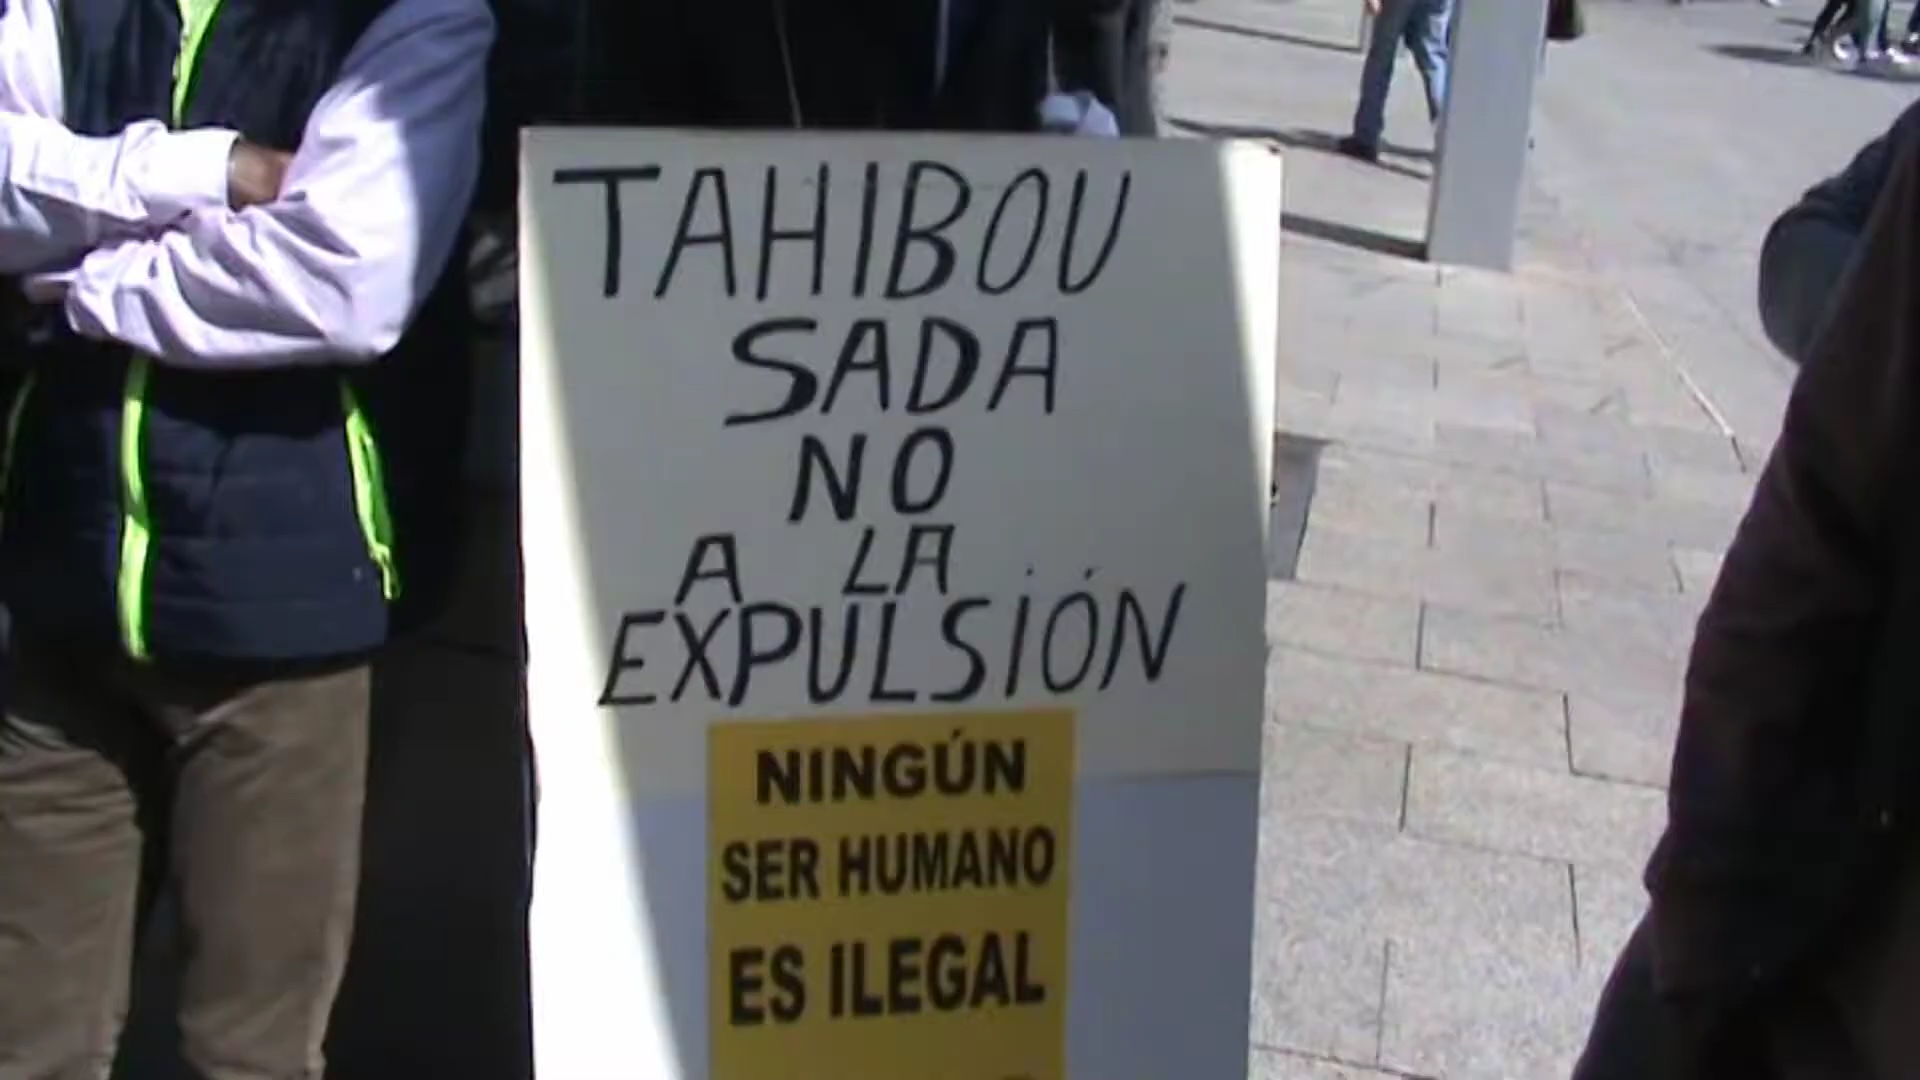 TAHIBOU
SADA
NO
A LA
EXPULSIÓN
NINGÚN
SER HUMANO
ES ILEGAL